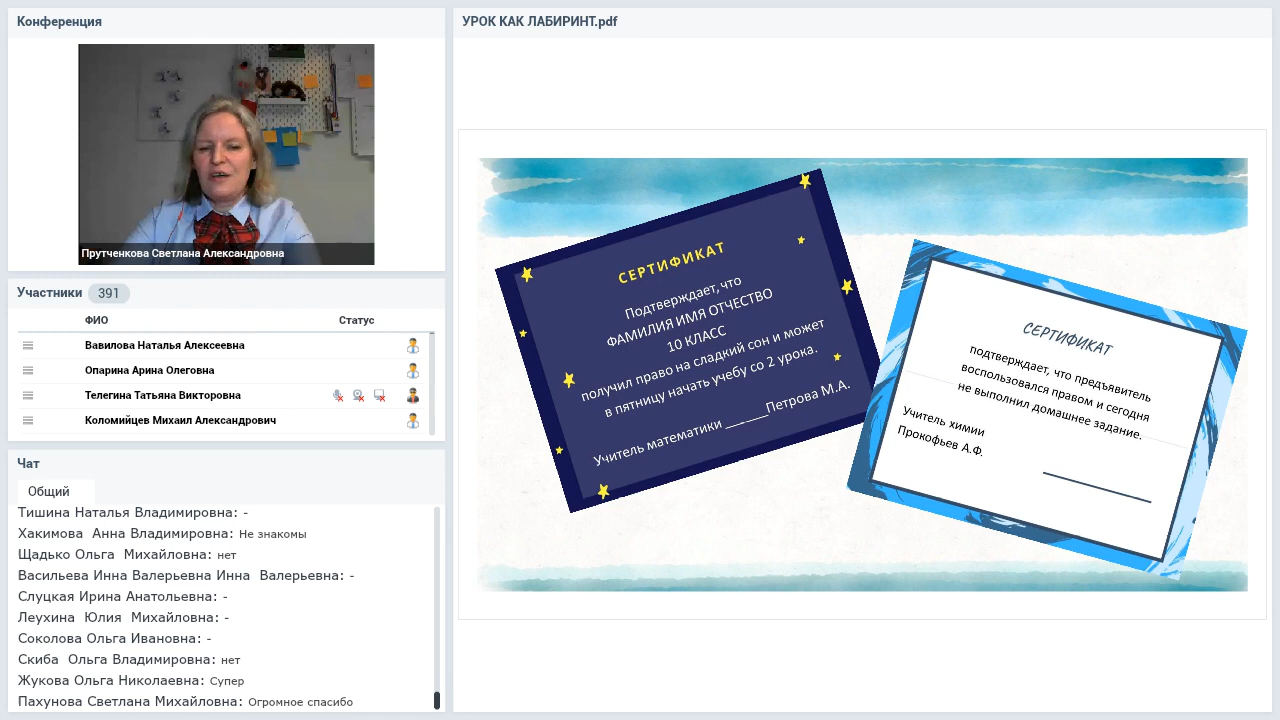 Конференция
Прутченкова Светлана Александровна
Участники 391
ФИО Статус
Вавилова Наталья Алексеевна
Опарина Арина Олеговна
Телегина Татьяна Викторовна
Коломийцев Михаил Александрович
Чат
Общий
Тишина Наталья Владимировна: -
Хакимова Анна Владимировна: Не знакомы
Щадько Ольга Михайловна: нет
Васильева Инна Валерьевна Инна Валерьевна: -
Слуцкая Ирина Анатольевна: -
Леухина Юлия Михайловна: -
Соколова Ольга Ивановна: -
Скиба Ольга Владимировна: нет
Жукова Ольга Николаевна: Супер
Пахунова Светлана Михайловна: Огромное спасибо
УРОК КАК ЛАБИРИНТ.pdf
СЕРТИФИКАТ
Подтверждает, что
ФАМИЛИЯ ИМЯ ОТЧЕСТВО
10 КЛАСС
получил право на сладкий сон и может
в пятницу начать учебу со 2 урока.
Учитель математики ______Петрова М.А.
СЕРТИФИКАТ
подтверждает, что предъявитель
воспользовался правом и сегодня
не выполнил домашнее задание.
Учитель химии
Прокофьев А.Ф.